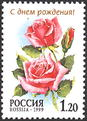 С днем рождения!
РОССИЯ
ROSSIJA • 1999
1.20